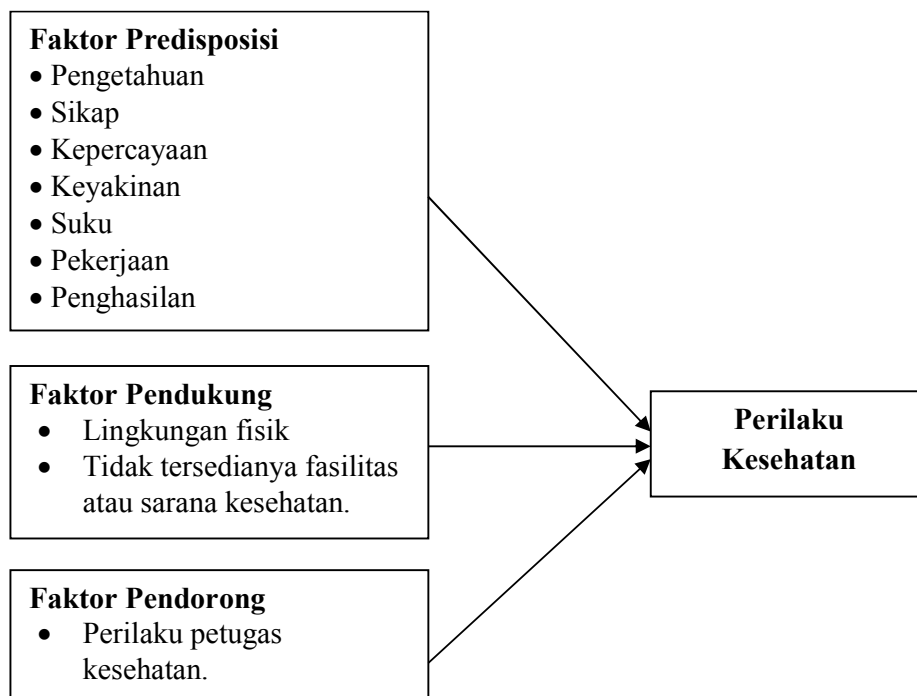 Faktor Predisposisi
• Pengetahuan
• Sikap
• Kepercayaan
• Keyakinan
• Suku
• Pekerjaan
• Penghasilan
Faktor Pendukung
• Lingkungan fisik
• Tidak tersedianya fasilitas
atau sarana kesehatan.
Faktor Pendorong
• Perilaku petugas
kesehatan.
Perilaku
Kesehatan